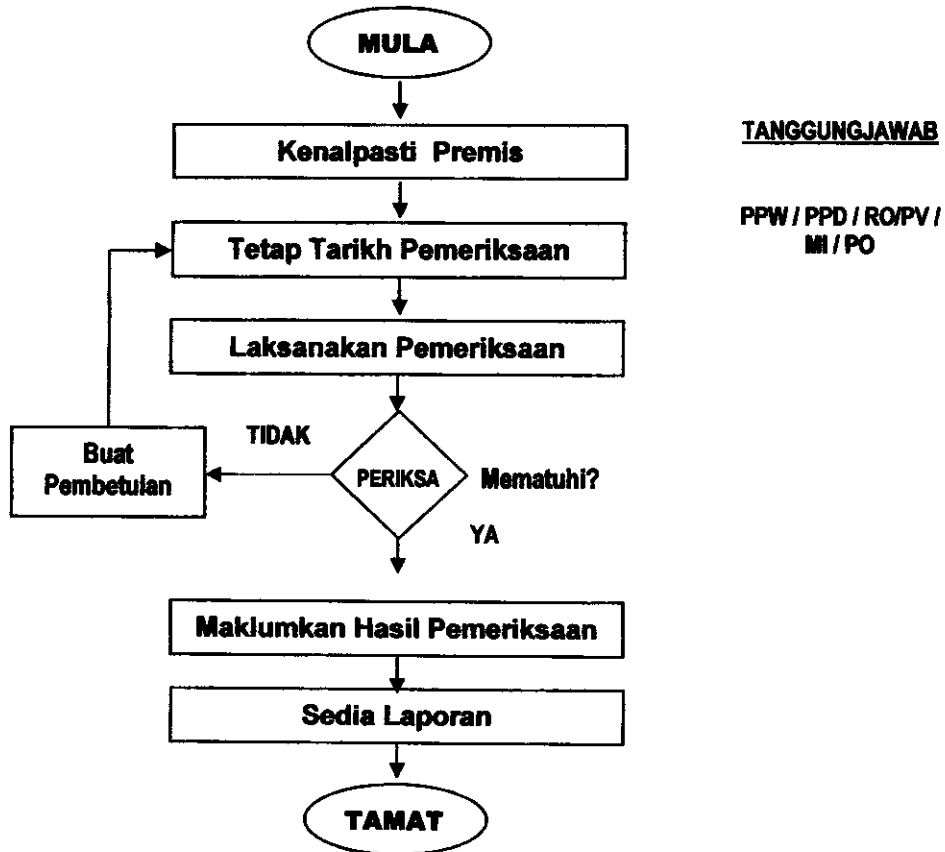 MULA
Kenalpasti Premis
TANGGUNGJAWAB
PPW / PPD / RO/PV /
MI / PO
Tetap Tarikh Pemeriksaan
Laksanakan Pemeriksaan
TIDAK
Buat
Pembetulan
PERIKSA
Mematuhi?
YA
Maklumkan Hasil Pemeriksaan
Sedia Laporan
TAMAT